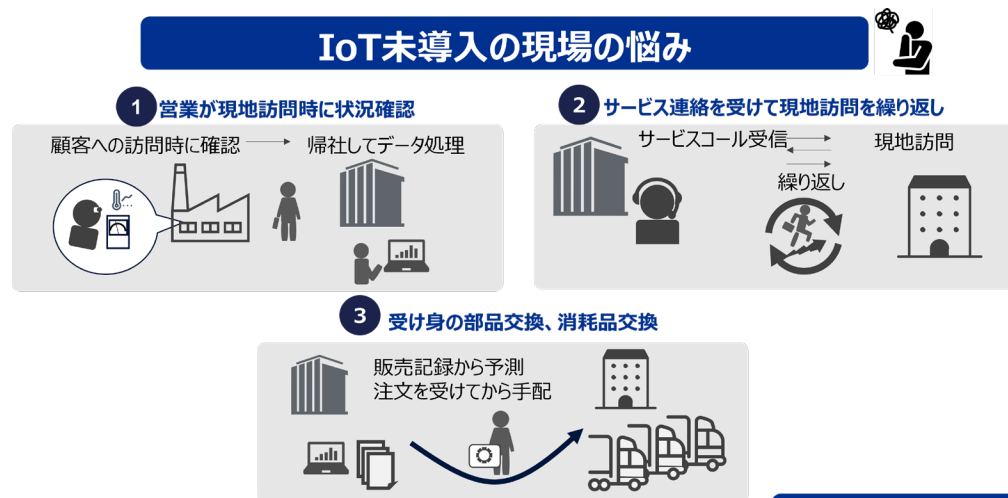 IoT未導入の現場の悩み
1 営業が現地訪問時に状況確認
顧客への訪問時に確認
帰社してデータ処理
2 サービス連絡を受けて現地訪問を繰り返し
サービスコール受信
現地訪問
繰り返し
3 受け身の部品交換、消耗品交換
販売記録から予測
注文を受けてから手配